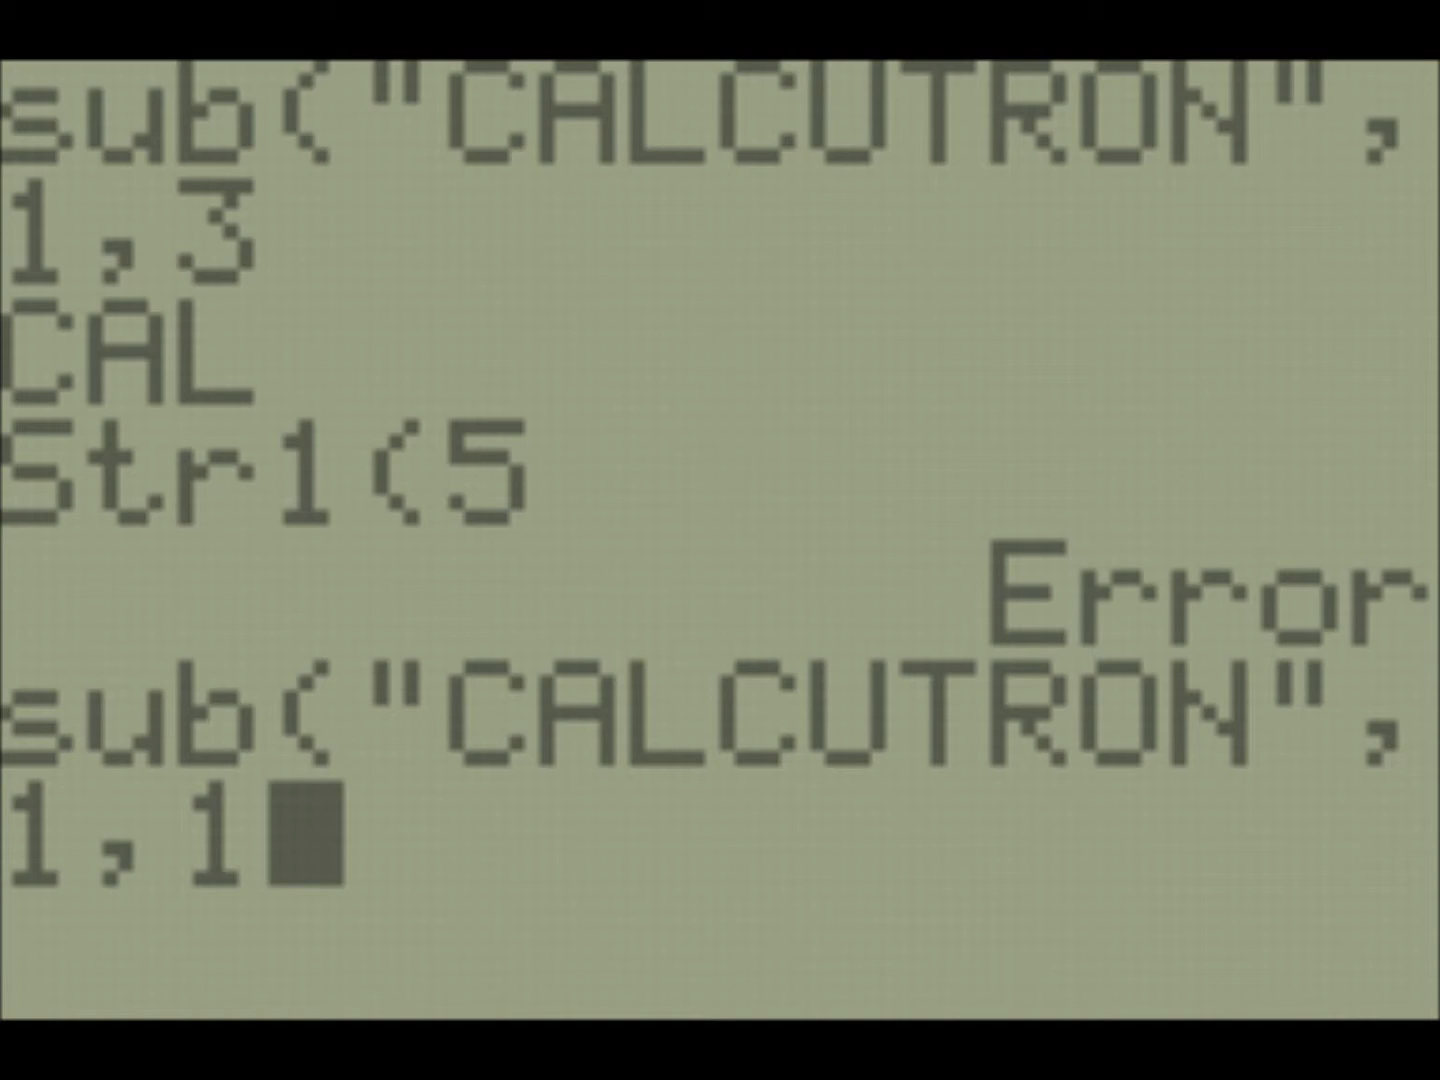 sub("CALCUTRON",
1,3
CAL
Str1(5
Error
sub("CALCUTRON",
1,1